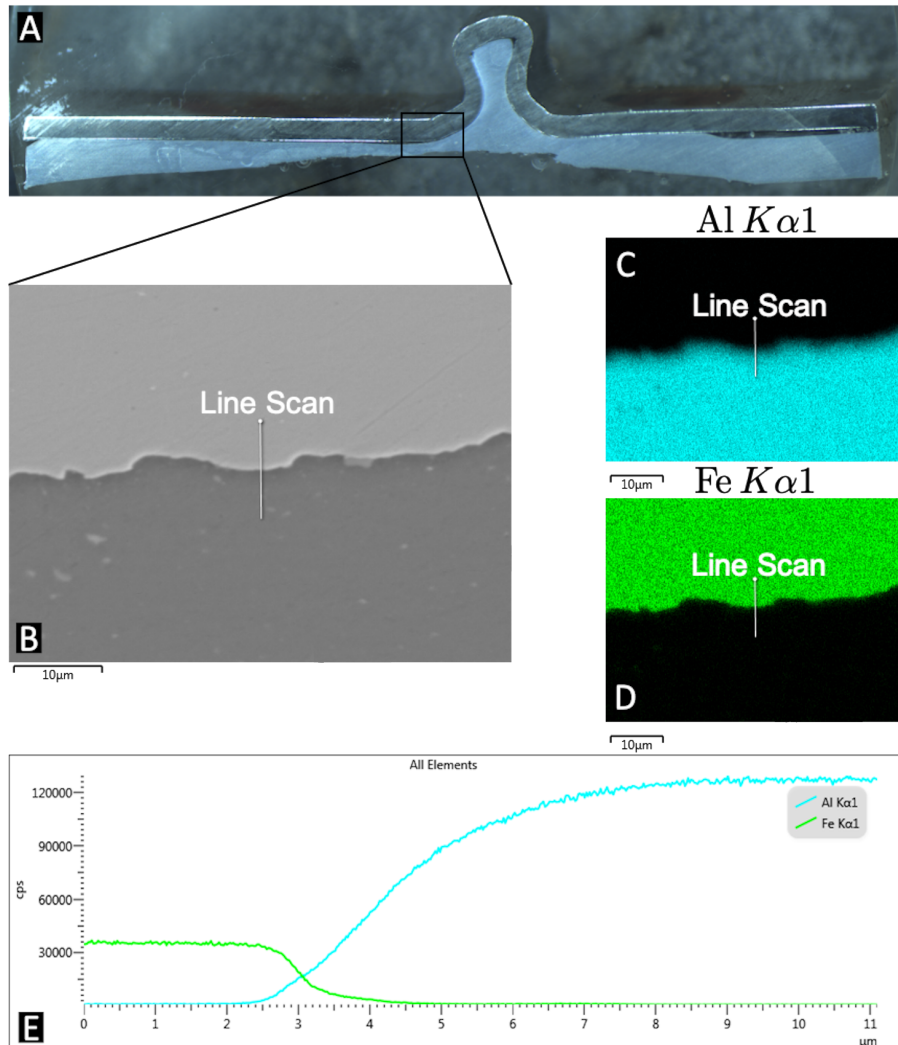 A
Al Kα1
C
Line Scan
10μm
Line Scan
B
10μm
Fe Kα1
Line Scan
D
10μm
All Elements
120000
90000
60000
30000
cps
Al Kα1
Fe Kα1
E
0 1 2 3 4 5 6 7 8 9 10 11
μm